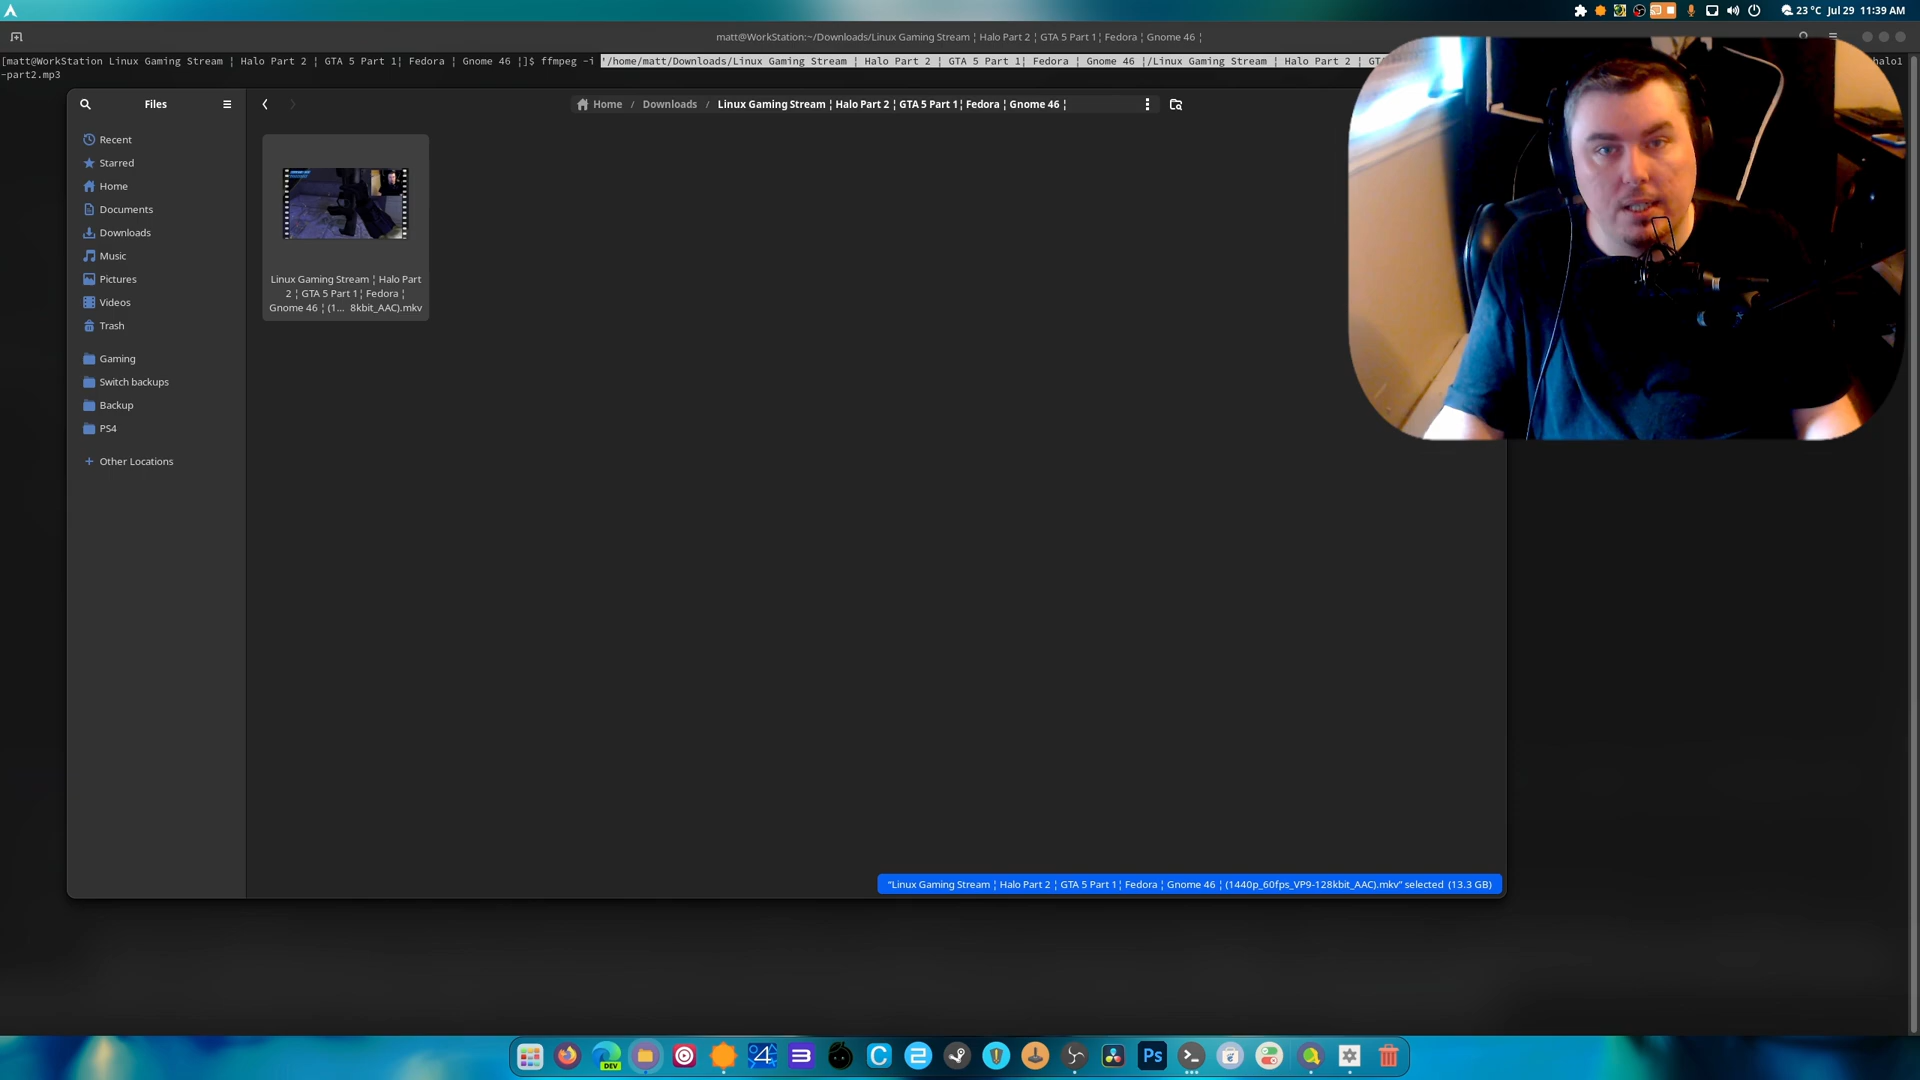 23 °C Jul 29 11:39 AM
matt@WorkStation:~/Downloads/Linux Gaming Stream ¦ Halo Part 2 ¦ GTA 5 Part 1¦ Fedora ¦ Gnome 46 ¦
[matt@WorkStation Linux Gaming Stream ¦ Halo Part 2 ¦ GTA 5 Part 1¦ Fedora ¦ Gnome 46 ¦]$ ffmpeg -i '/home/matt/Downloads/Linux Gaming Stream ¦ Halo Part 2 ¦ GTA 5 Part 1¦ Fedora ¦ Gnome 46 ¦/Linux Gaming Stream ¦ Halo Part 2 ¦ halo1
-part2.mp3
Files
Home / Downloads / Linux Gaming Stream ¦ Halo Part 2 ¦ GTA 5 Part 1¦ Fedora ¦ Gnome 46 ¦
Recent
Starred
Home
Documents
Downloads
Music
Pictures
Videos
Trash
Gaming
Switch backups
Backup
PS4
Other Locations
Linux Gaming Stream ¦ Halo Part
2 ¦ GTA 5 Part 1¦ Fedora ¦
Gnome 46 ¦ (1... 8kbit_AAC).mkv
"Linux Gaming Stream ¦ Halo Part 2 ¦ GTA 5 Part 1¦ Fedora ¦ Gnome 46 ¦ (1440p_60fps_VP9-128kbit_AAC).mkv" selected (13.3 GB)
DEV
Ps